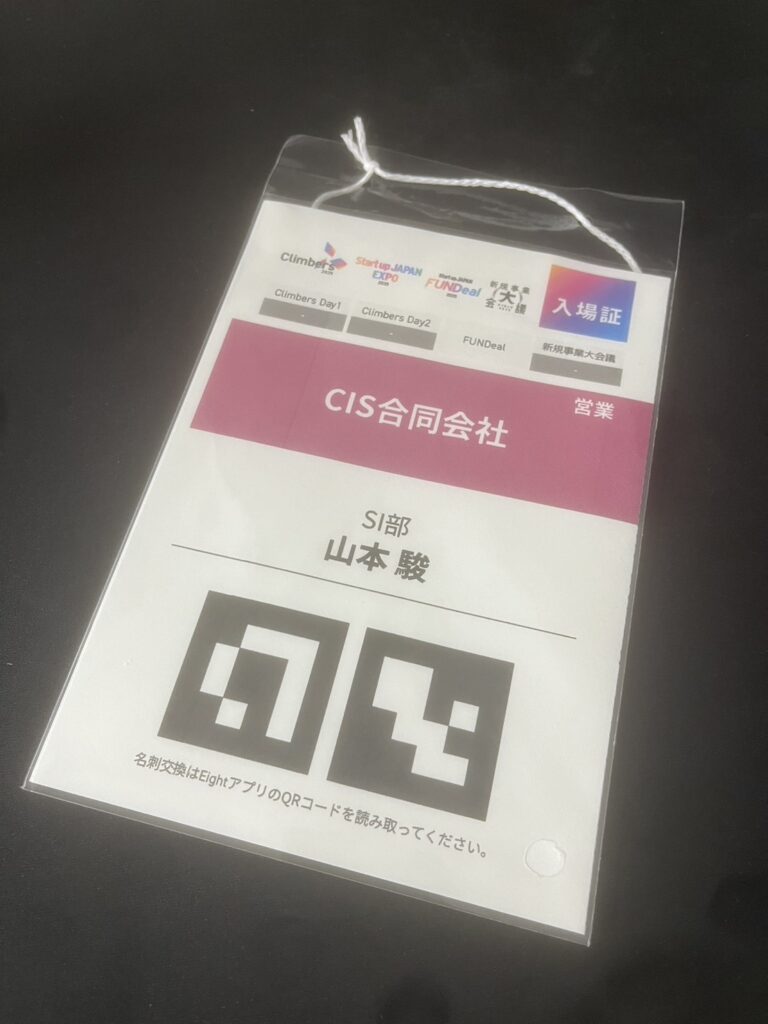 Climbers
Startup JAPAN
EXPO
Startup JAPAN
FUNDeal
新規事業
(大)
会議
入場証
Climbers Day1
-
Climbers Day2
-
FUNDeal
新規事業大会議
-
営業
CIS合同会社
SI部
山本 駿
名刺交換はEightアプリのQRコードを読み取ってください。